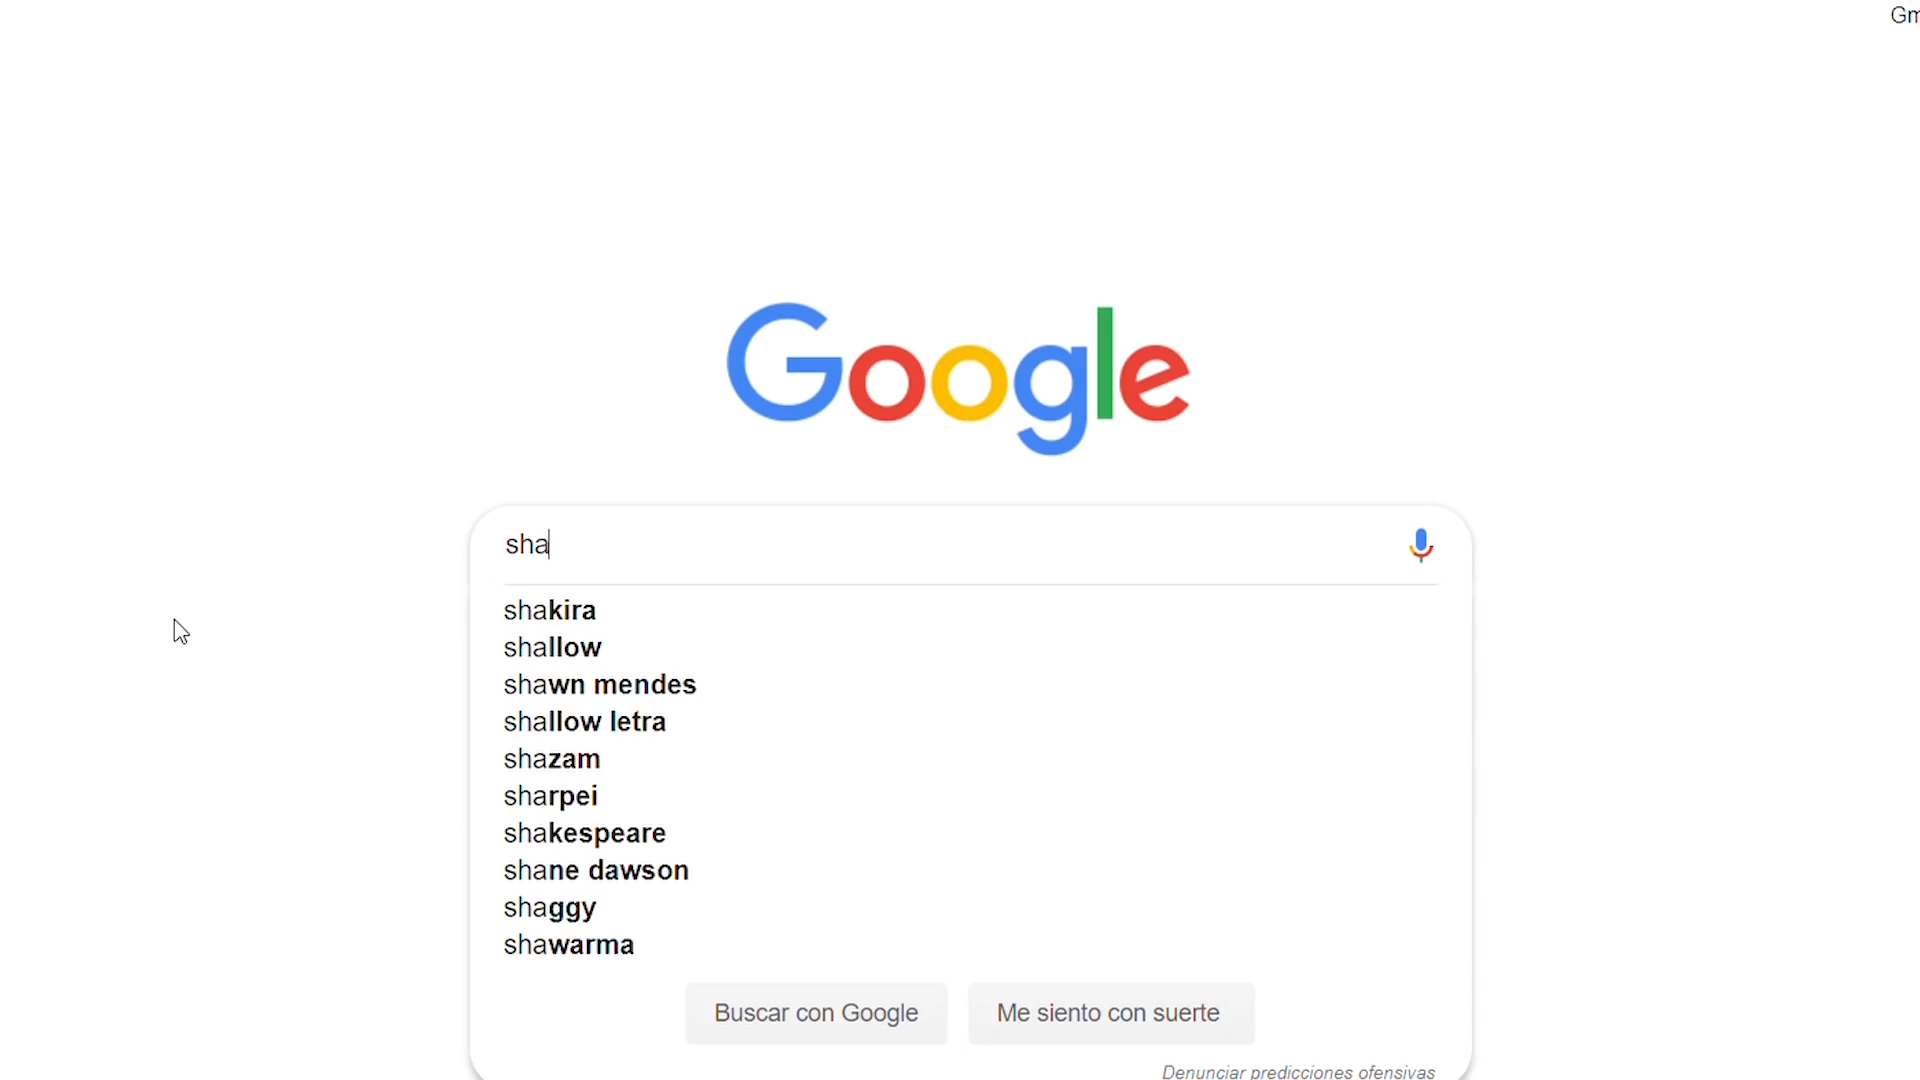 Gm
Google
sha
shakira
shallow
shawn mendes
shallow letra
shazam
sharpei
shakespeare
shane dawson
shaggy
shawarma
Buscar con Google
Me siento con suerte
Denunciar predicciones ofensivas